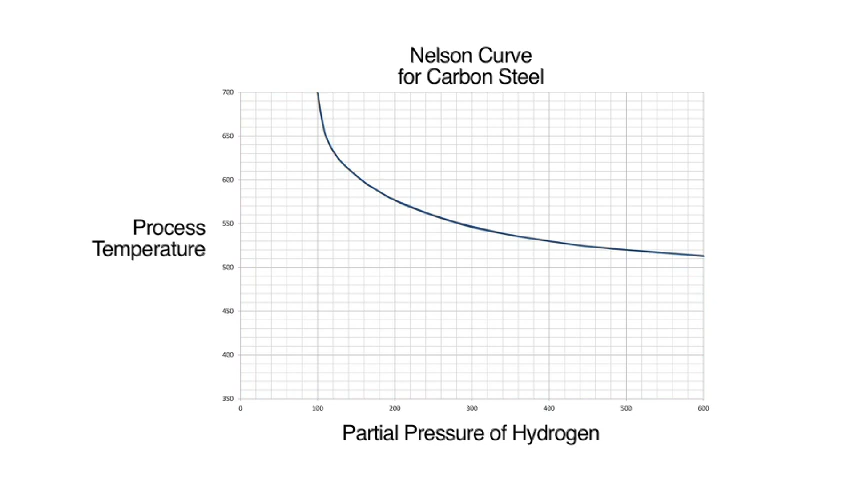 Nelson Curve
for Carbon Steel
700
650
600
550
500
450
400
350
Process
Temperature
0 100 200 300 400 500 600
Partial Pressure of Hydrogen